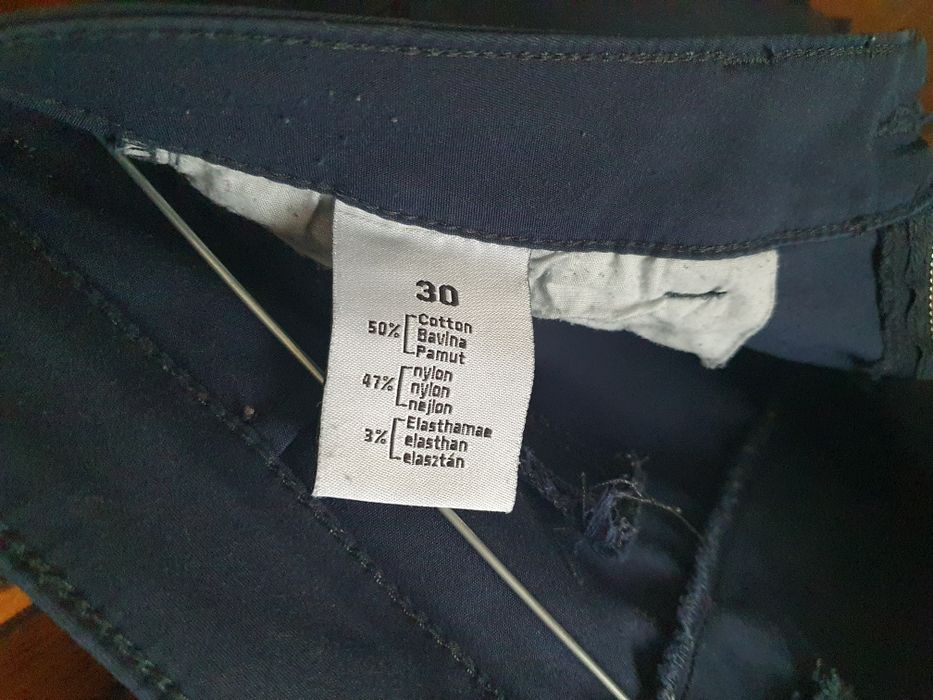 30
50% Cotton
Bavlna
Pamut
47% nylon
nylon
nejlon
3% Elasthamae
elasthan
elasztán